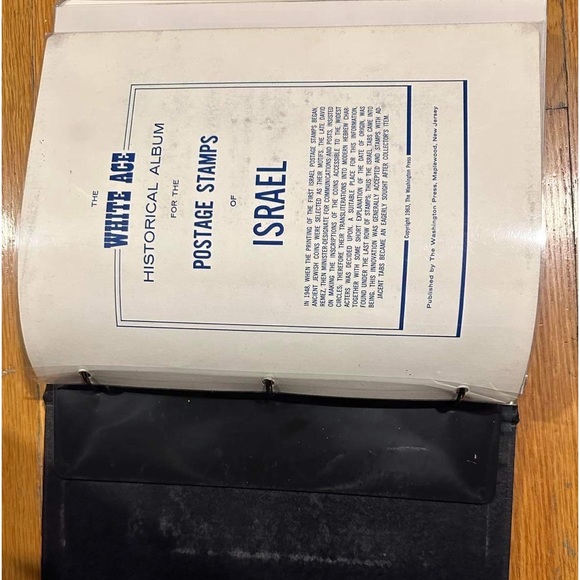 THE
WHITE ACE
HISTORICAL ALBUM
FOR THE
POSTAGE STAMPS
OF
ISRAEL
IN 1948, WHEN THE PRINTING OF THE FIRST ISRAEL POSTAGE STAMPS BEGAN,
ANCIENT JEWISH COINS WERE SELECTED AS THEIR MOTIFS. THE LATE DAVID
REMEZ, THEN MINISTER-DESIGNATE FOR COMMUNICATIONS AND POSTS, INSISTED
ON MAKING THE INSCRIPTIONS OF THE COINS ACCESSIBLE TO THE WIDEST
CIRCLES; THEREFORE THEIR TRANSLITERATIONS INTO MODERN HEBREW CHAR-
ACTERS WAS DECIDED UPON. A SUITABLE PLACE FOR THIS INFORMATION,
TOGETHER WITH SOME SHORT EXPLANATION OF THE DATE OF ORIGIN, WAS
FOUND UNDER THE LAST ROW OF STAMPS; THUS THE ISRAEL TABS CAME INTO
BEING. THIS INNOVATION WAS GENERALLY ACCEPTED AND STAMPS WITH AD-
JACENT TABS BECAME AN EAGERLY SOUGHT AFTER COLLECTOR'S ITEM.
Copyright 1951, The Washington Press
Published by The Washington Press, Maplewood, New Jersey